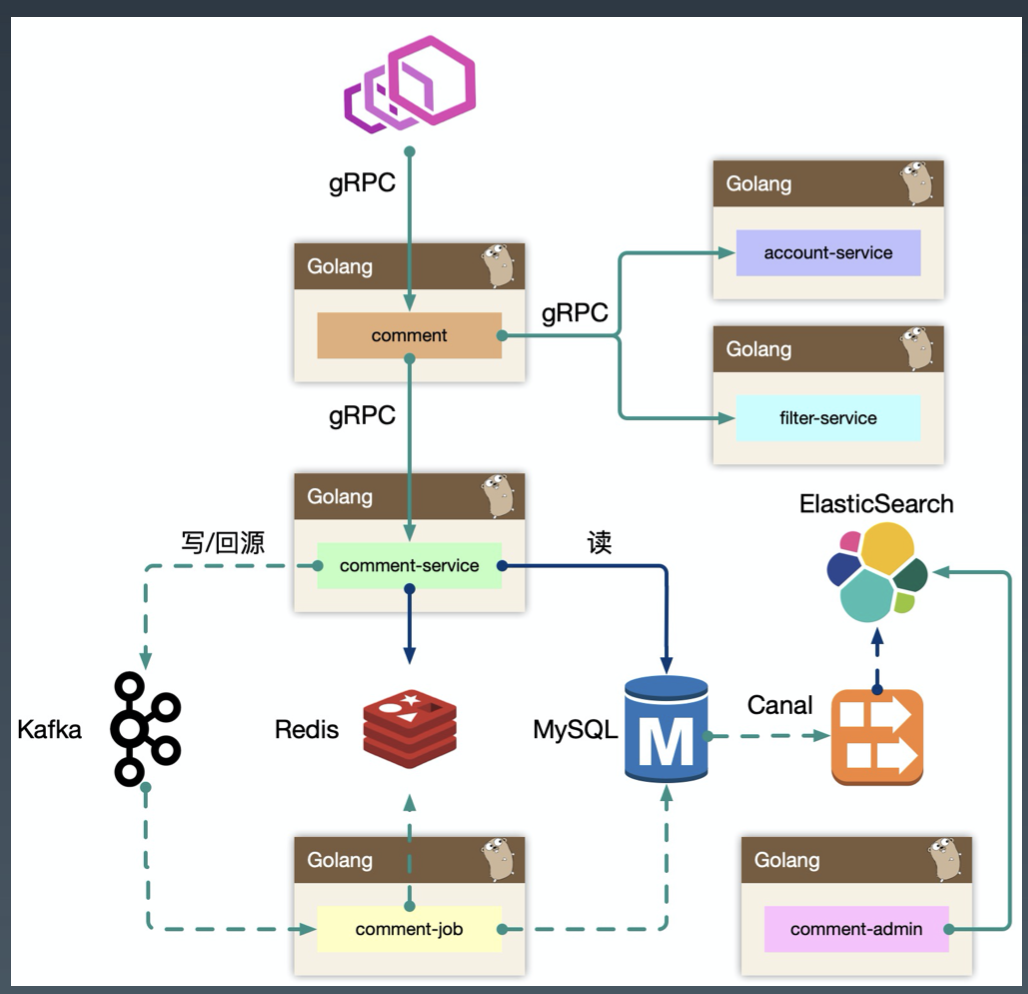 gRPC
Golang
account-service
Golang
comment
gRPC
Golang
filter-service
gRPC
Golang
comment-service
写/回源
读
ElasticSearch
Kafka
Redis
MySQL
M
Canal
Golang
comment-job
Golang
comment-admin